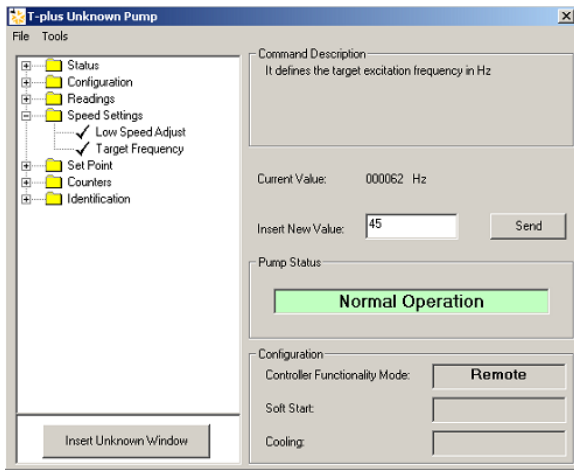 T-plus Unknown Pump
File Tools
Status
Configuration
Readings
Speed Settings
Low Speed Adjust
Target Frequency
Set Point
Counters
Identification
Insert Unknown Window
Command Description
It defines the target excitation frequency in Hz
Current Value: 000062 Hz
Insert New Value: 45 Send
Pump Status
Normal Operation
Configuration
Controller Functionality Mode: Remote
Soft Start:
Cooling: